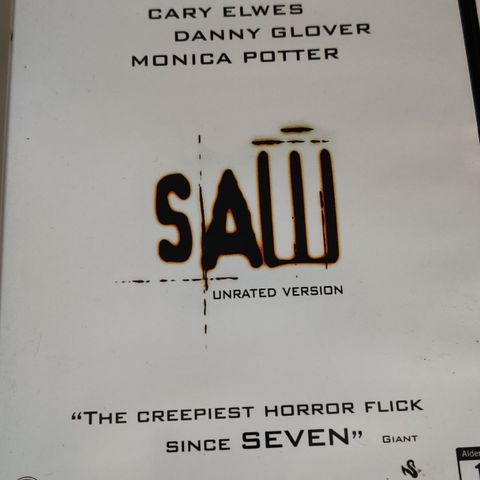 CARY ELWES
DANNY GLOVER
MONICA POTTER
SAW
UNRATED VERSION
“THE CREEPIEST HORROR FLICK
SINCE SEVEN” GIANT